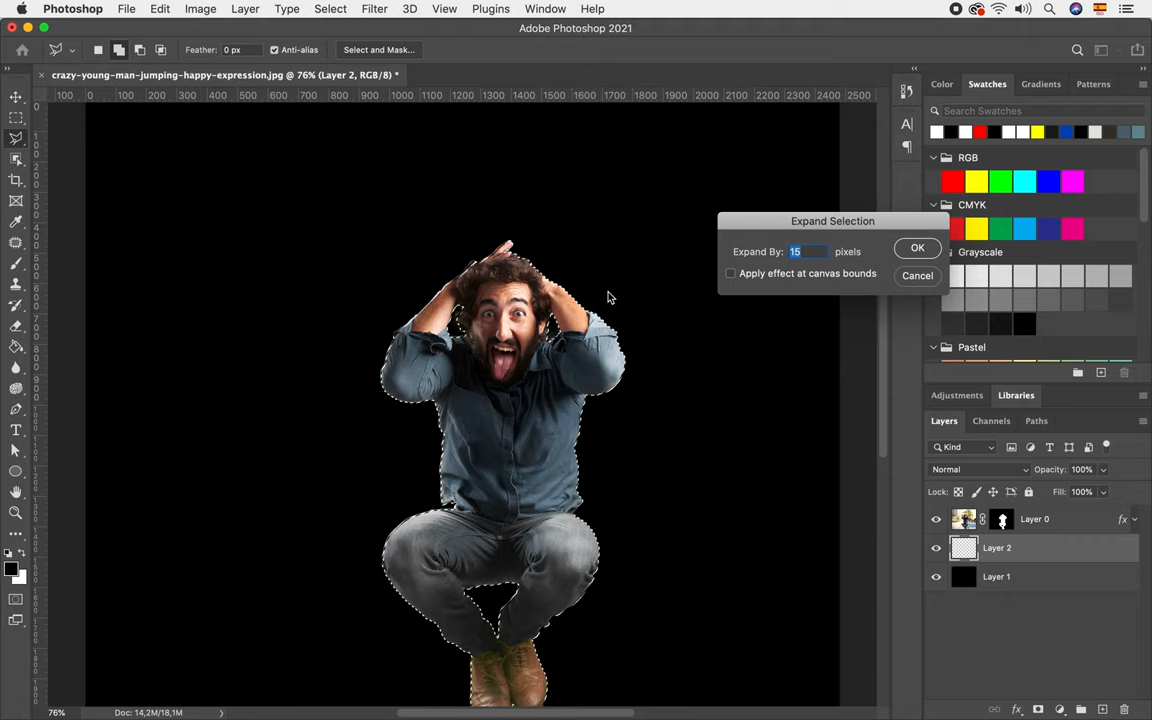 Photoshop File Edit Image Layer Type Select Filter 3D View Plugins Window Help
Adobe Photoshop 2021
Feather: 0 px Anti-alias Select and Mask...
crazy-young-man-jumping-happy-expression.jpg @ 76% (Layer 2, RGB/8) *
100 100 200 300 400 500 600 700 800 900 1000 1100 1200 1300 1400 1500 1600 1700 1800 1900 2000 2100 2200 2300 2400 2500
Color Swatches Gradients Patterns
Search Swatches
RGB
CMYK
Expand Selection
Expand By: 15 pixels OK
Apply effect at canvas bounds Cancel
Grayscale
Pastel
Adjustments Libraries
Layers Channels Paths
Kind
Normal Opacity: 100%
Lock: Fill: 100%
Layer 0 fx
Layer 2
Layer 1
76% Doc: 14,2M/18,1M
fx